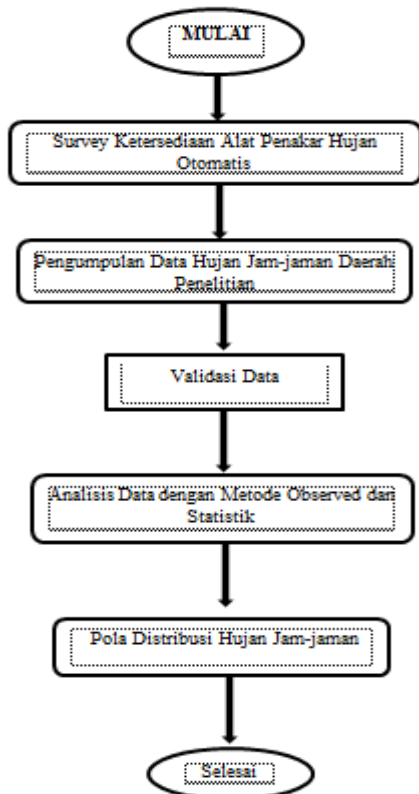 MULAI
Survey Ketersediaan Alat Penakar Hujan
Otomatis
Pengumpulan Data Hujan Jam-jaman Daerah
Penelitian
Validasi Data
Analisis Data dengan Metode Observed dan
Statistik
Pola Distribusi Hujan Jam-jaman
Selesai